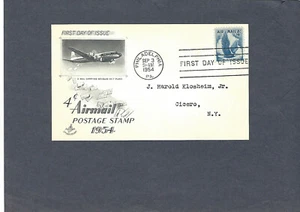 FIRST DAY OF ISSUE
4¢
Airmail
POSTAGE STAMP
1954
PHILADELPHIA
SEP 3
1954
PA.
AIR MAIL
FIRST DAY OF ISSUE
J. Harold Klosheim, Jr.
Cicero,
N.Y.